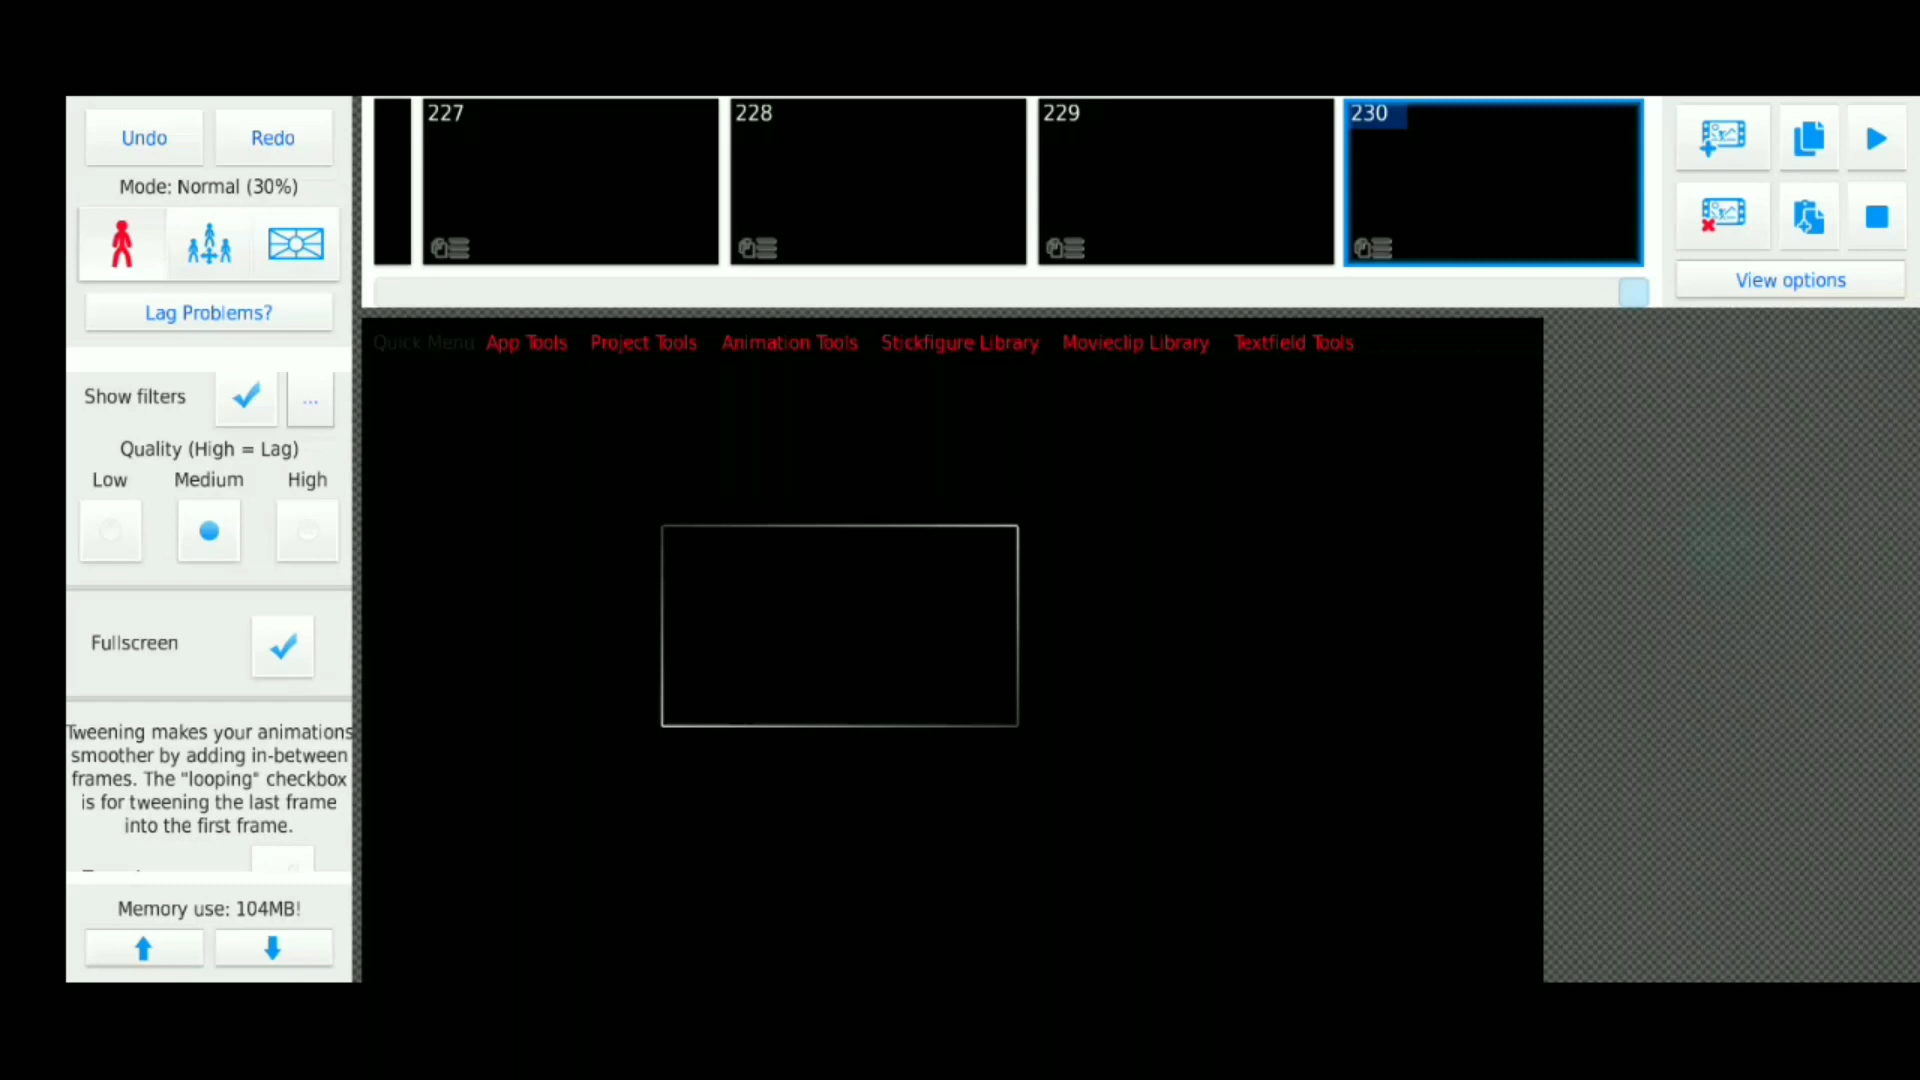 Undo Redo
Mode: Normal (30%)
Lag Problems?
Show filters ...
Quality (High = Lag)
Low Medium High
Fullscreen
Tweening makes your animations
smoother by adding in-between
frames. The "looping" checkbox
is for tweening the last frame
into the first frame.
Memory use: 104MB!
227 228 229 230
View options
Quick Menu App Tools Project Tools Animation Tools Stickfigure Library Movieclip Library Textfield Tools